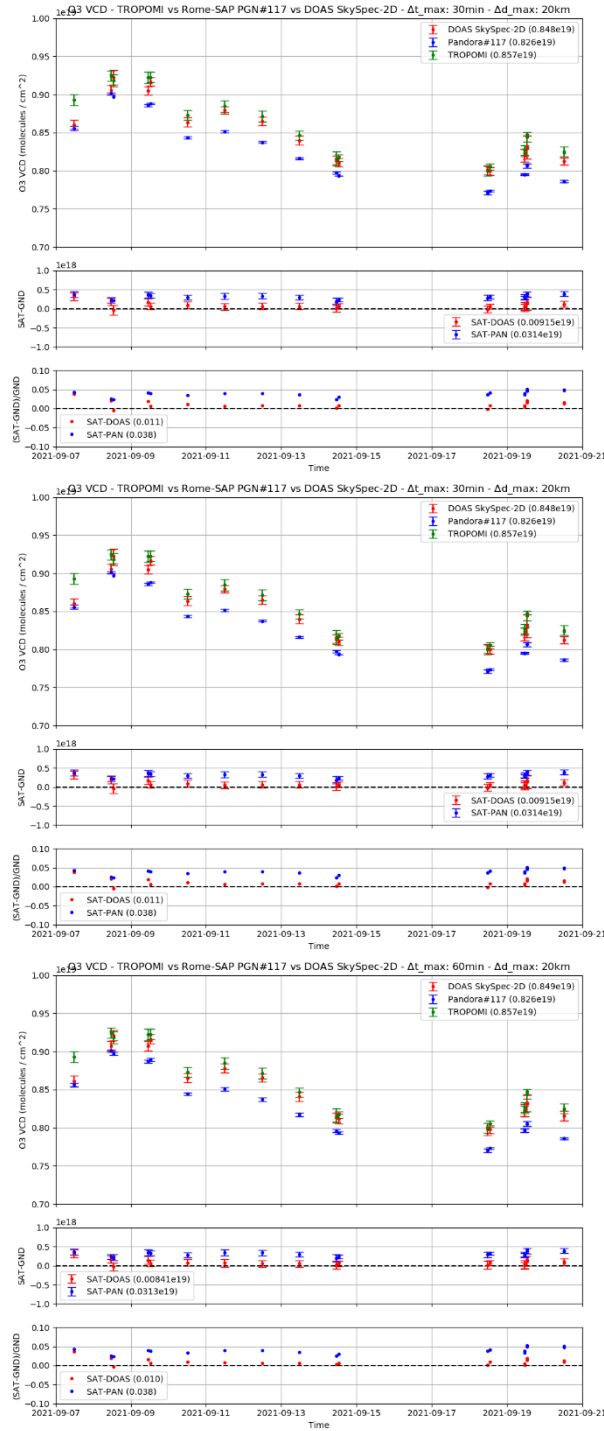 O3 VCD - TROPOMI vs Rome-SAP PGN#117 vs DOAS SkySpec-2D - Δt_max: 30min - Δd_max: 20km
1e19
DOAS SkySpec-2D (0.848e19)
Pandora#117 (0.826e19)
TROPOMI (0.857e19)
O3 VCD (molecules / cm^2)
1.00
0.95
0.90
0.85
0.80
0.75
0.70
1e18
SAT-GND
1.0
0.5
0.0
−0.5
−1.0
SAT-DOAS (0.00915e19)
SAT-PAN (0.0314e19)
(SAT-GND)/GND
0.10
0.05
0.00
−0.05
−0.10
SAT-DOAS (0.011)
SAT-PAN (0.038)
2021-09-07 2021-09-09 2021-09-11 2021-09-13 2021-09-15 2021-09-17 2021-09-19 2021-09-21
Time
O3 VCD - TROPOMI vs Rome-SAP PGN#117 vs DOAS SkySpec-2D - Δt_max: 30min - Δd_max: 20km
1e19
DOAS SkySpec-2D (0.848e19)
Pandora#117 (0.826e19)
TROPOMI (0.857e19)
O3 VCD (molecules / cm^2)
1.00
0.95
0.90
0.85
0.80
0.75
0.70
1e18
SAT-GND
1.0
0.5
0.0
−0.5
−1.0
SAT-DOAS (0.00915e19)
SAT-PAN (0.0314e19)
(SAT-GND)/GND
0.10
0.05
0.00
−0.05
−0.10
SAT-DOAS (0.011)
SAT-PAN (0.038)
2021-09-07 2021-09-09 2021-09-11 2021-09-13 2021-09-15 2021-09-17 2021-09-19 2021-09-21
Time
O3 VCD - TROPOMI vs Rome-SAP PGN#117 vs DOAS SkySpec-2D - Δt_max: 60min - Δd_max: 20km
1e19
DOAS SkySpec-2D (0.849e19)
Pandora#117 (0.826e19)
TROPOMI (0.857e19)
O3 VCD (molecules / cm^2)
1.00
0.95
0.90
0.85
0.80
0.75
0.70
1e18
SAT-GND
1.0
0.5
0.0
−0.5
−1.0
SAT-DOAS (0.00841e19)
SAT-PAN (0.0313e19)
(SAT-GND)/GND
0.10
0.05
0.00
−0.05
−0.10
SAT-DOAS (0.010)
SAT-PAN (0.038)
2021-09-07 2021-09-09 2021-09-11 2021-09-13 2021-09-15 2021-09-17 2021-09-19 2021-09-21
Time